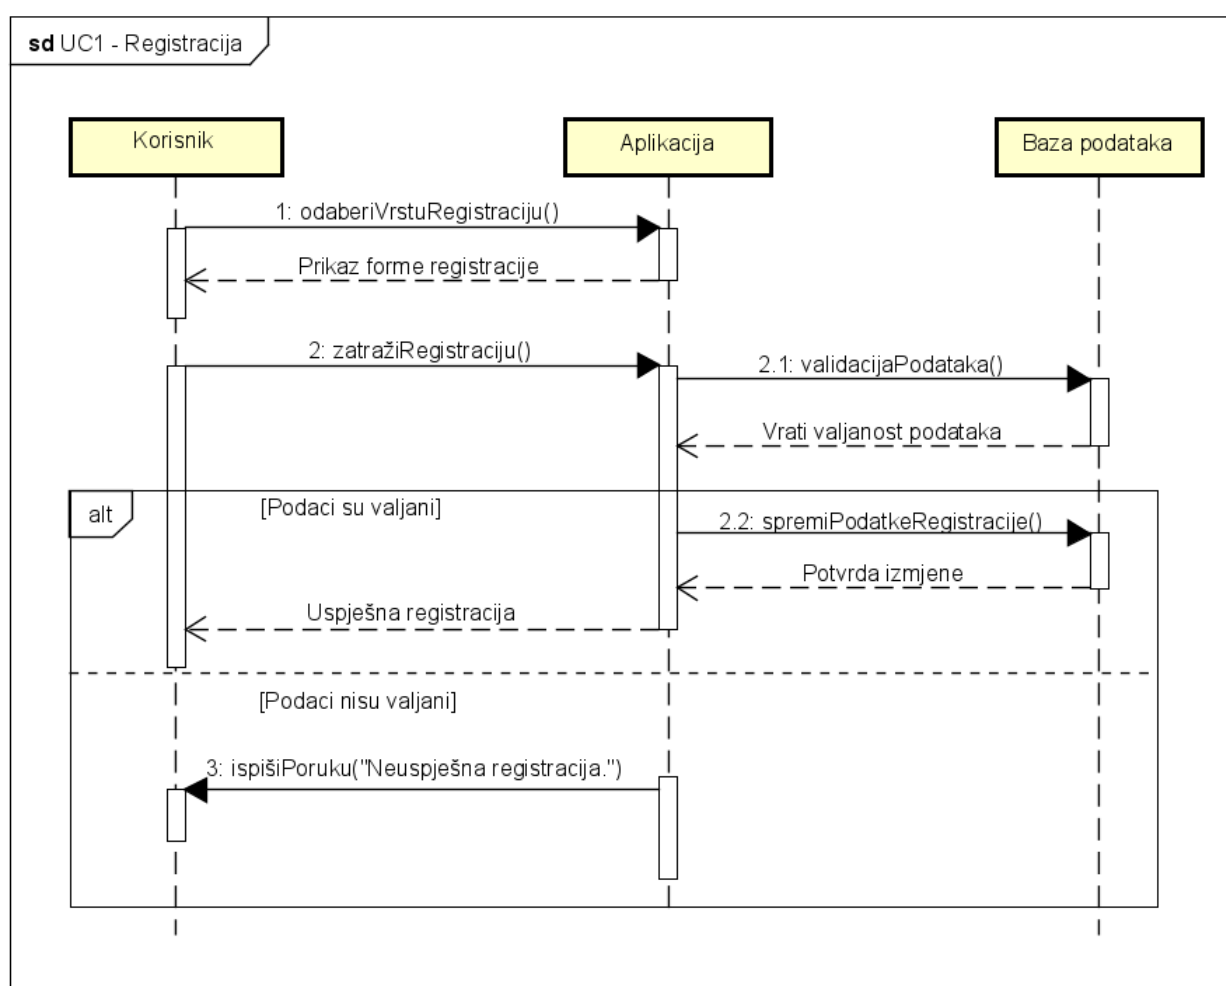 sd UC1 - Registracija
Korisnik
Aplikacija
Baza podataka
1: odaberiVrstuRegistraciju()
Prikaz forme registracije
2: zatražiRegistraciju()
2.1: validacijaPodataka()
Vrati valjanost podataka
alt
[Podaci su valjani]
2.2: spremiPodatkeRegistracije()
Potvrda izmjene
Uspješna registracija
[Podaci nisu valjani]
3: ispišiPoruku("Neuspješna registracija.")